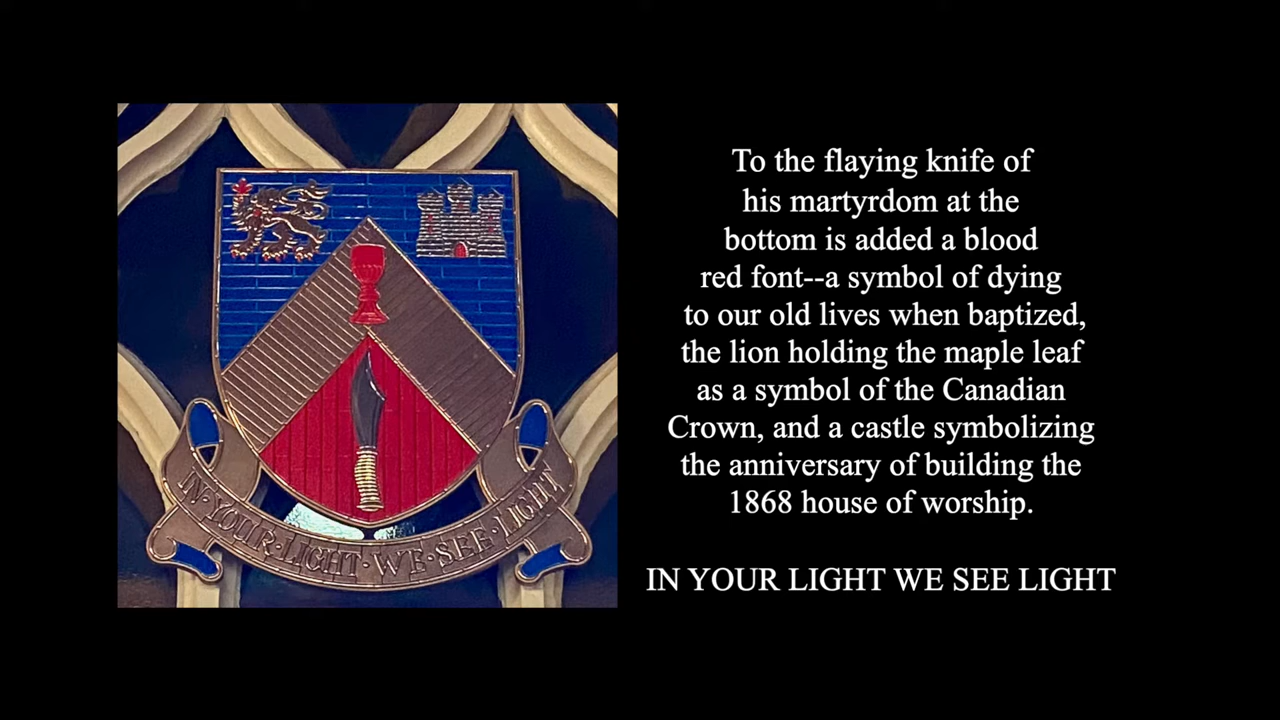 To the flaying knife of
his martyrdom at the
bottom is added a blood
red font--a symbol of dying
to our old lives when baptized,
the lion holding the maple leaf
as a symbol of the Canadian
Crown, and a castle symbolizing
the anniversary of building the
1868 house of worship.
IN YOUR LIGHT WE SEE LIGHT
IN·YOUR·LIGHT·WE·SEE·LIGHT